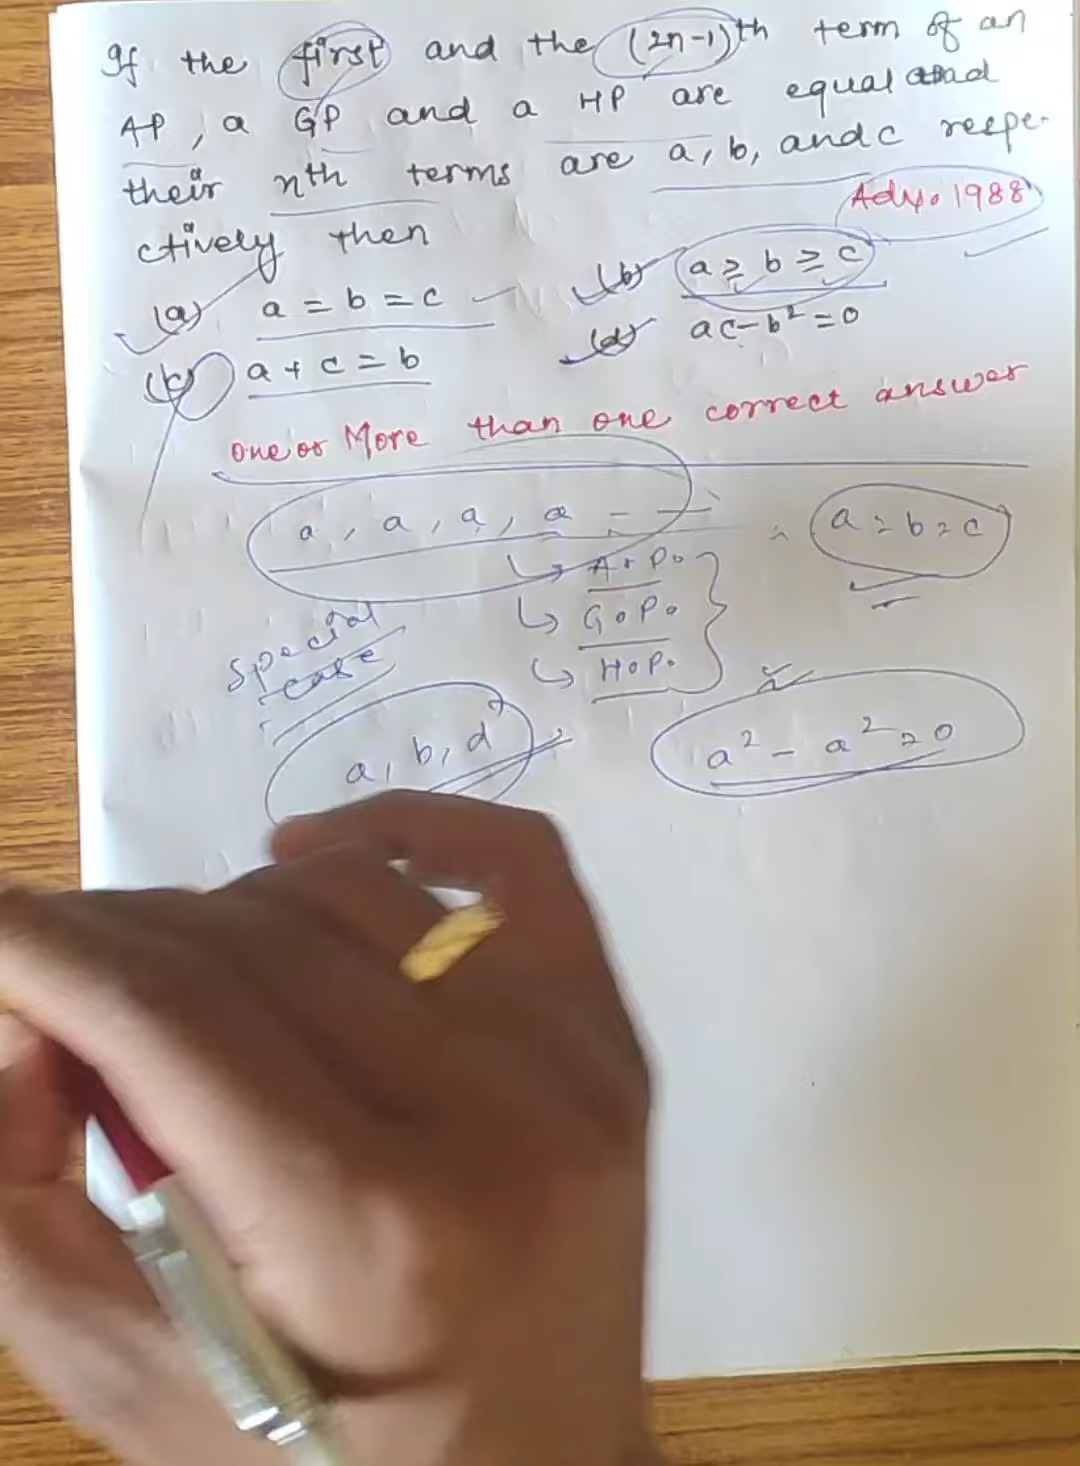 If the first and the (2n-1)th term of an
AP, a GP and a HP are equal and
their nth terms are a, b, and c respe-
ctively then
Adv. 1988
(a) a = b = c (b) a ≥ b ≥ c
(c) a + c = b (d) ac - b² = 0
one or More than one correct answer
a, a, a, a - - a = b = c
↳ A.P.
↳ G.P.
↳ H.P.
special
case
a, b, d a² - a² = 0